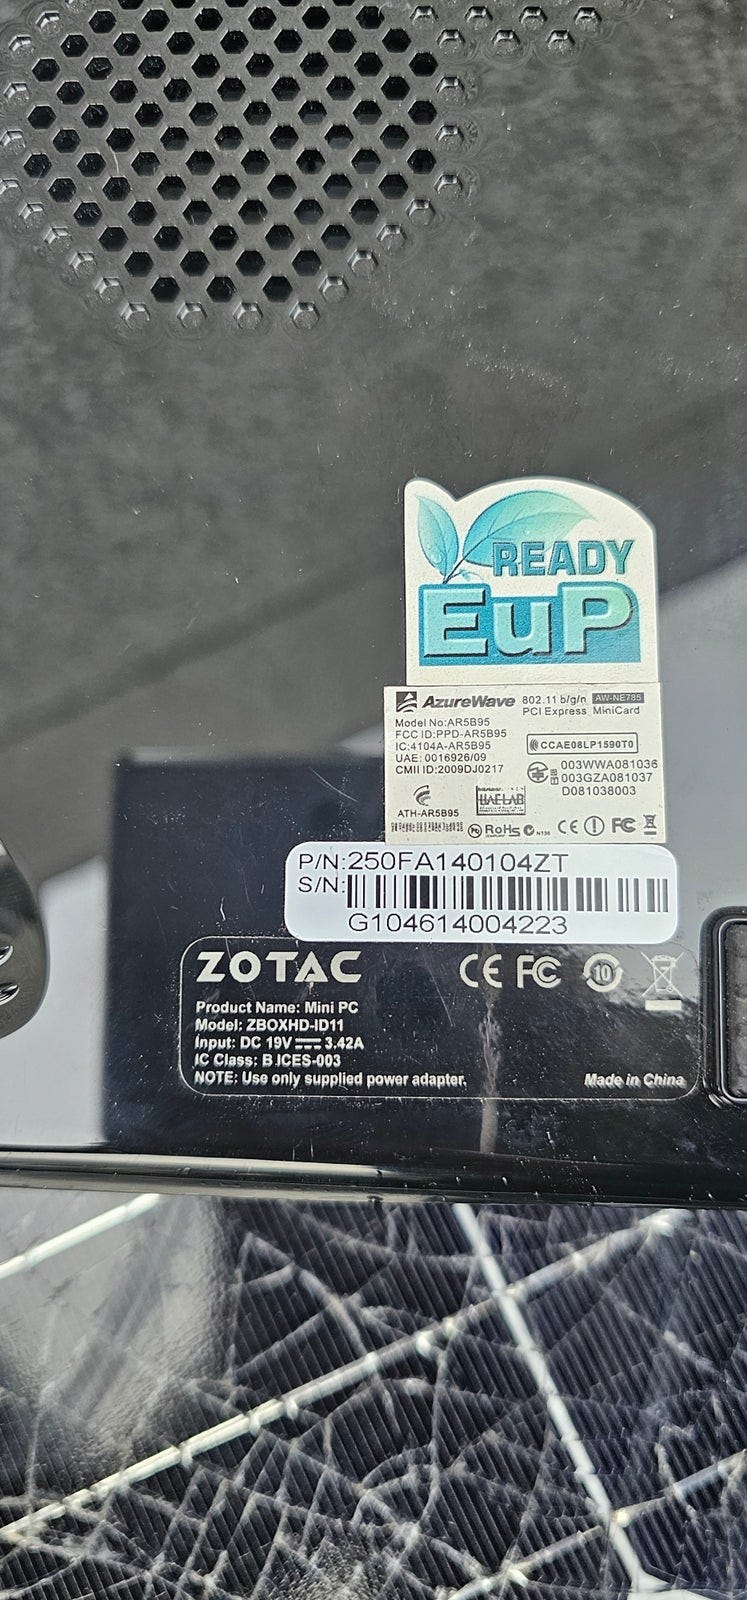 READY
EuP
AzureWave 802.11 b/g/n AW-NE785
PCI Express MiniCard
Model No:AR5B95
FCC ID:PPD-AR5B95
IC:4104A-AR5B95
UAE: 0016926/09
CMII ID:2009DJ0217
CCAE08LP1590T0
003WWA081036
003GZA081037
D081038003
ATH-AR5B95
RoHS
COMPLIANT
N136
CE FC
P/N:250FA140104ZT
S/N:
G104614004223
ZOTAC CE FC 10
Product Name: Mini PC
Model: ZBOXHD-ID11
Input: DC 19V 3.42A
IC Class: B ICES-003
NOTE: Use only supplied power adapter.
Made in China